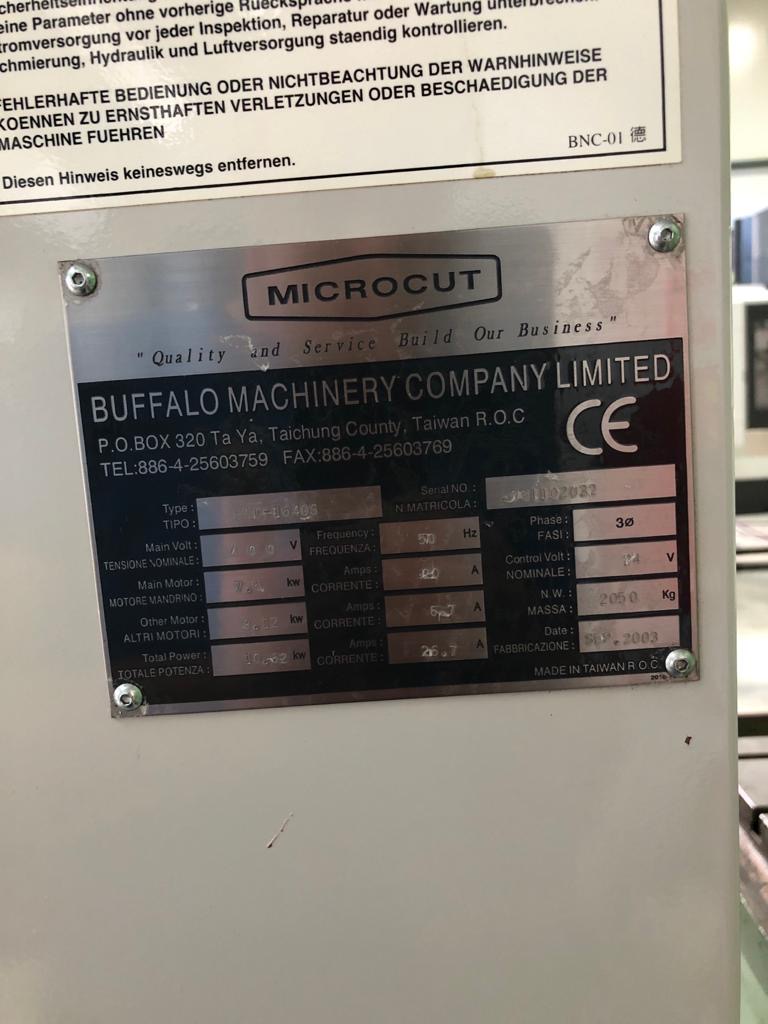 eine Parameter ohne vorherige
tromversorgung vor jeder Inspektion, Reparatur oder Wartung
chmierung, Hydraulik und Luftversorgung staendig kontrollieren.
FEHLERHAFTE BEDIENUNG ODER NICHTBEACHTUNG DER WARNHINWEISE
KOENNEN ZU ERNSTHAFTEN VERLETZUNGEN ODER BESCHAEDIGUNG DER
MASCHINE FUEHREN
BNC-01 德
Diesen Hinweis keineswegs entfernen.
MICROCUT
"Quality and Service Build Our Business"
BUFFALO MACHINERY COMPANY LIMITED
P.O.BOX 320 Ta Ya, Taichung County, Taiwan R.O.C
TEL:886-4-25603759 FAX:886-4-25603769
CE
Type :
TIPO :
Serial NO :
N.MATRICOLA :
Main Volt : V
TENSIONE NOMINALE :
Frequency : 50 Hz
FREQUENZA :
Phase : 3ø
FASI :
Main Motor : kw
MOTORE MANDRINO :
Amps : A
CORRENTE :
Control Volt : V
NOMINALE :
Other Motor : kw
ALTRI MOTORI :
Amps : A
CORRENTE :
N.W. : 2050 Kg
MASSA :
Total Power : kw
TOTALE POTENZA :
Amps : 26.7 A
CORRENTE :
Date : SEP.2003
FABBRICAZIONE :
MADE IN TAIWAN R.O.C.